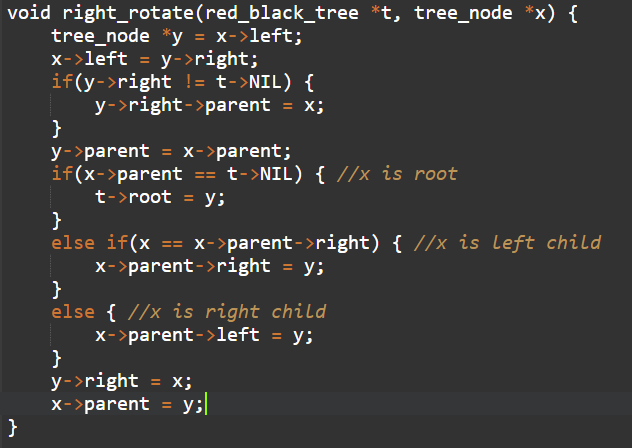 void right_rotate(red_black_tree *t, tree_node *x) {
    tree_node *y = x->left;
    x->left = y->right;
    if(y->right != t->NIL) {
        y->right->parent = x;
    }
    y->parent = x->parent;
    if(x->parent == t->NIL) { //x is root
        t->root = y;
    }
    else if(x == x->parent->right) { //x is left child
        x->parent->right = y;
    }
    else { //x is right child
        x->parent->left = y;
    }
    y->right = x;
    x->parent = y;
}